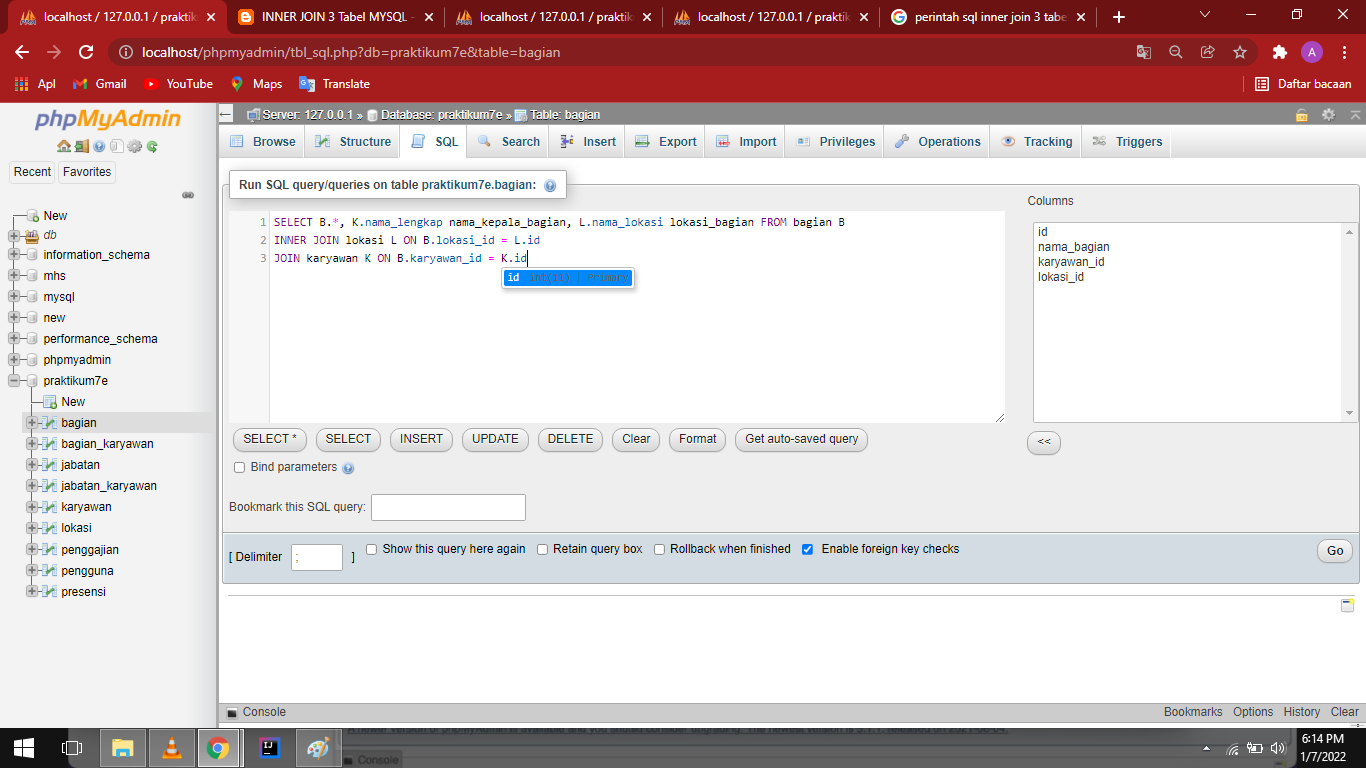 localhost / 127.0.0.1 / praktik
INNER JOIN 3 Tabel MYSQL -
localhost / 127.0.0.1 / praktik
localhost / 127.0.0.1 / praktik
perintah sql inner join 3 tabe
localhost/phpmyadmin/tbl_sql.php?db=praktikum7e&table=bagian
A
Apl
Gmail
YouTube
Maps
Translate
Daftar bacaan
phpMyAdmin
Recent
Favorites
New
db
information_schema
mhs
mysql
new
performance_schema
phpmyadmin
praktikum7e
New
bagian
bagian_karyawan
jabatan
jabatan_karyawan
karyawan
lokasi
penggajian
pengguna
presensi
Server: 127.0.0.1 » Database: praktikum7e » Table: bagian
Browse
Structure
SQL
Search
Insert
Export
Import
Privileges
Operations
Tracking
Triggers
Run SQL query/queries on table praktikum7e.bagian:
1 SELECT B.*, K.nama_lengkap nama_kepala_bagian, L.nama_lokasi lokasi_bagian FROM bagian B
2 INNER JOIN lokasi L ON B.lokasi_id = L.id
3 JOIN karyawan K ON B.karyawan_id = K.id
id int(11) | Primary
Columns
id
nama_bagian
karyawan_id
lokasi_id
<<
SELECT *
SELECT
INSERT
UPDATE
DELETE
Clear
Format
Get auto-saved query
Bind parameters
Bookmark this SQL query:
[ Delimiter ; ]
Show this query here again
Retain query box
Rollback when finished
Enable foreign key checks
Go
Console
Bookmarks
Options
History
Clear
Console
6:14 PM
1/7/2022